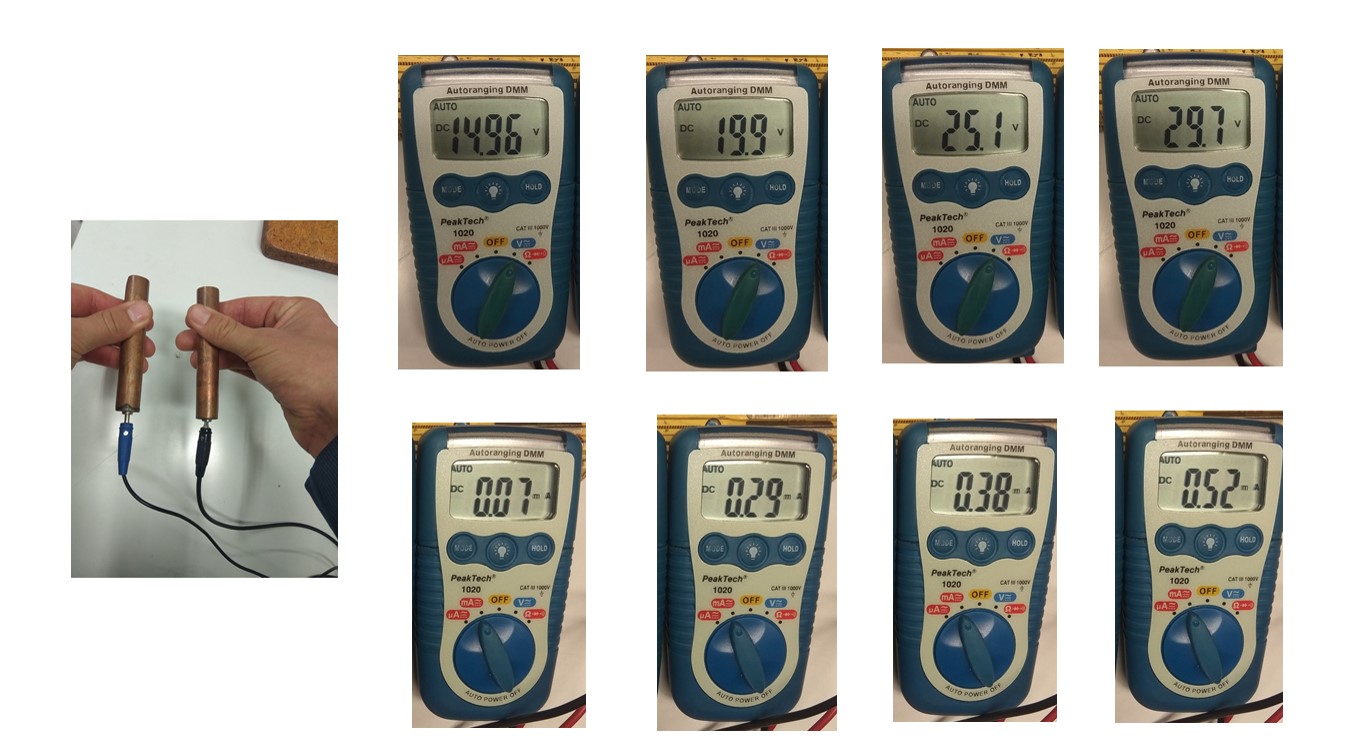 Autoranging DMM
AUTO
DC 14.96 V
MODE HOLD
PeakTech®
1020
CAT III 1000V
mA OFF V
µA Ω
AUTO POWER OFF
Autoranging DMM
AUTO
DC 19.9 V
MODE HOLD
PeakTech®
1020
CAT III 1000V
mA OFF V
µA Ω
AUTO POWER OFF
Autoranging DMM
AUTO
DC 25.1 V
MODE HOLD
PeakTech®
1020
CAT III 1000V
mA OFF V
µA Ω
AUTO POWER OFF
Autoranging DMM
AUTO
DC 29.7 V
MODE HOLD
PeakTech®
1020
CAT III 1000V
mA OFF V
µA Ω
AUTO POWER OFF
Autoranging DMM
AUTO
DC 0.07 mA
MODE HOLD
PeakTech®
1020
CAT III 1000V
mA OFF V
µA Ω
AUTO POWER OFF
Autoranging DMM
AUTO
DC 0.29 mA
MODE HOLD
PeakTech®
1020
CAT III 1000V
mA OFF V
µA Ω
AUTO POWER OFF
Autoranging DMM
AUTO
DC 0.38 mA
MODE HOLD
PeakTech®
1020
CAT III 1000V
mA OFF V
µA Ω
AUTO POWER OFF
Autoranging DMM
AUTO
DC 0.52 mA
MODE HOLD
PeakTech®
1020
CAT III 1000V
mA OFF V
µA Ω
AUTO POWER OFF